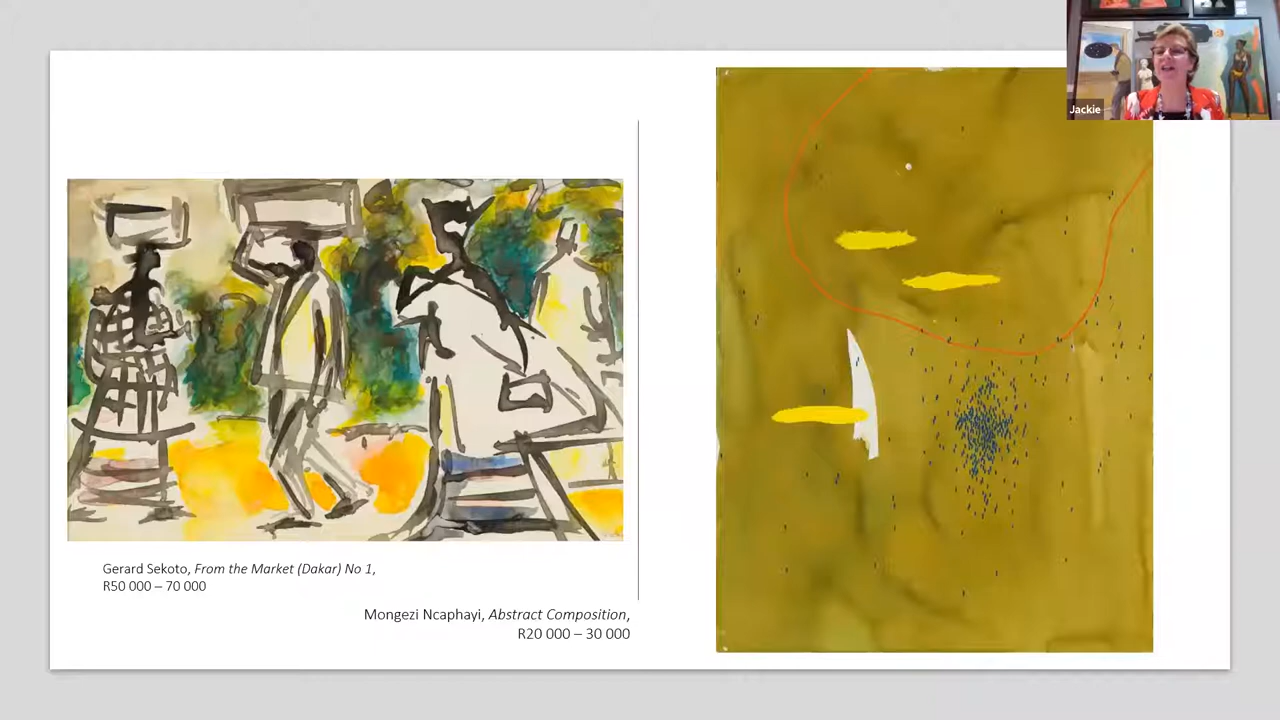 Jackie
Gerard Sekoto, From the Market (Dakar) No 1,
R50 000 – 70 000
Mongezi Ncaphayi, Abstract Composition,
R20 000 – 30 000